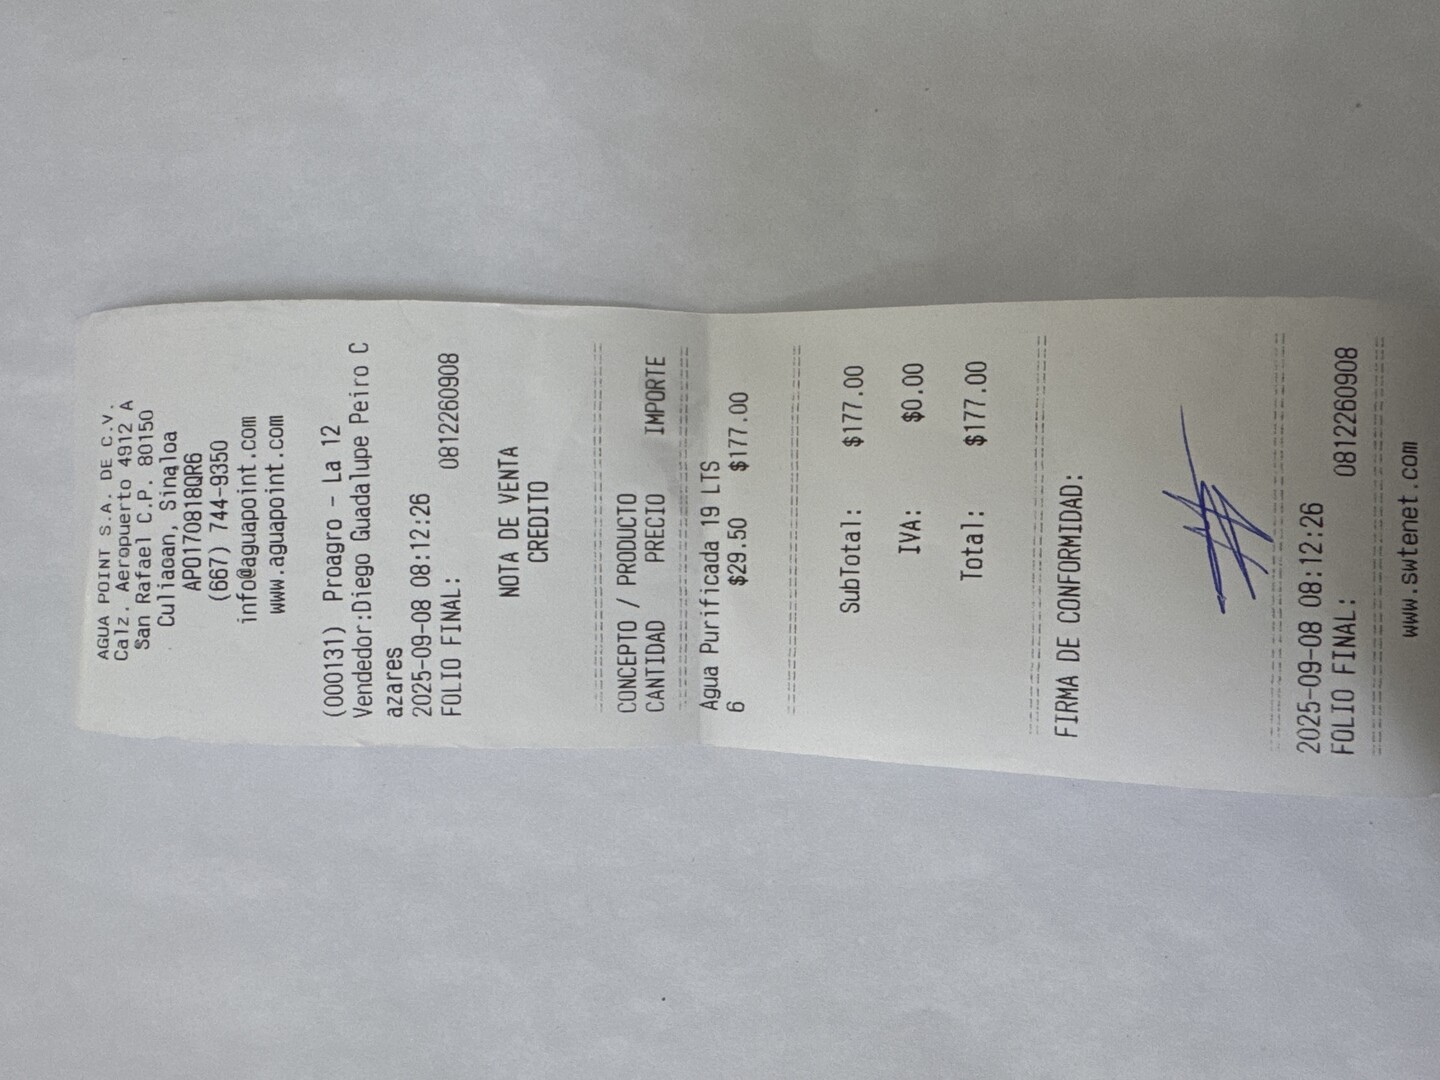 AGUA POINT S.A. DE C.V.
Calz. Aeropuerto 4912 A
San Rafael C.P. 80150
Culiacan, Sinaloa
APO170818QR6
(667) 744-9350
info@aguapoint.com
www.aguapoint.com
(000131) Proagro - La 12
Vendedor:Diego Guadalupe Peiro C
azares
2025-09-08 08:12:26
FOLIO FINAL: 0812260908
NOTA DE VENTA
CREDITO
CONCEPTO / PRODUCTO
CANTIDAD PRECIO IMPORTE
Agua Purificada 19 LTS
6 $29.50 $177.00
SubTotal: $177.00
IVA: $0.00
Total: $177.00
FIRMA DE CONFORMIDAD:
2025-09-08 08:12:26
FOLIO FINAL: 0812260908
www.swtenet.com